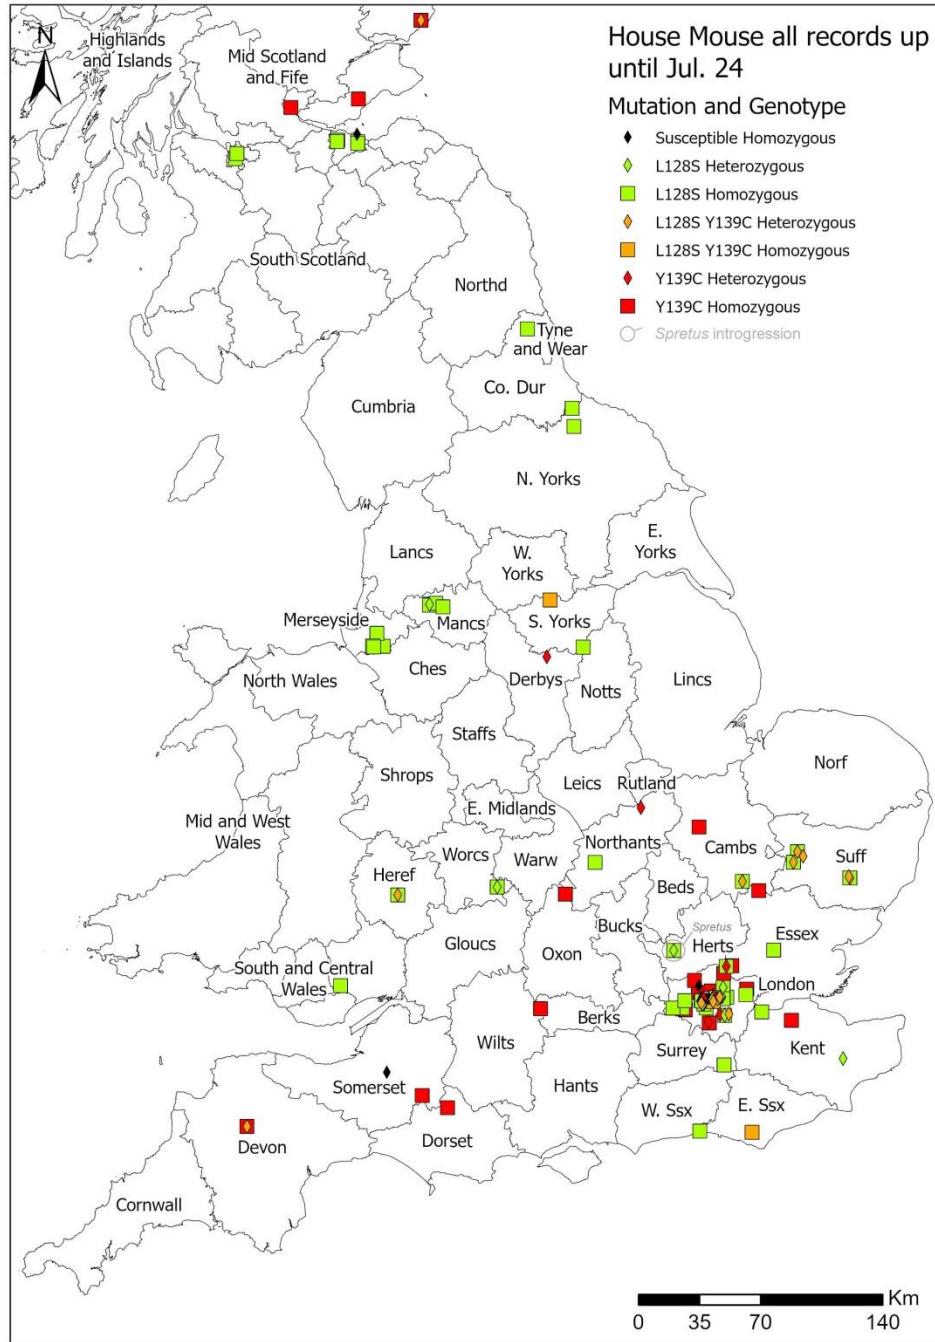 House Mouse all records up
until Jul. 24
Mutation and Genotype
Susceptible Homozygous
L128S Heterozygous
L128S Homozygous
L128S Y139C Heterozygous
L128S Y139C Homozygous
Y139C Heterozygous
Y139C Homozygous
Spretus introgression
N
Highlands
and Islands
Mid Scotland
and Fife
South Scotland
Northd
Tyne
and Wear
Co. Dur
Cumbria
N. Yorks
Lancs
W.
Yorks
E.
Yorks
Merseyside
Mancs
S. Yorks
North Wales
Ches
Derbys
Notts
Lincs
Staffs
Shrops
Leics
Rutland
Norf
E. Midlands
Mid and West
Wales
Northants
Cambs
Suff
Heref
Worcs
Warw
Beds
Bucks
Spretus
Herts
Essex
Gloucs
Oxon
South and Central
Wales
London
Berks
Wilts
Surrey
Kent
Somerset
Hants
W. Ssx
E. Ssx
Devon
Dorset
Cornwall
Km
0 35 70 140